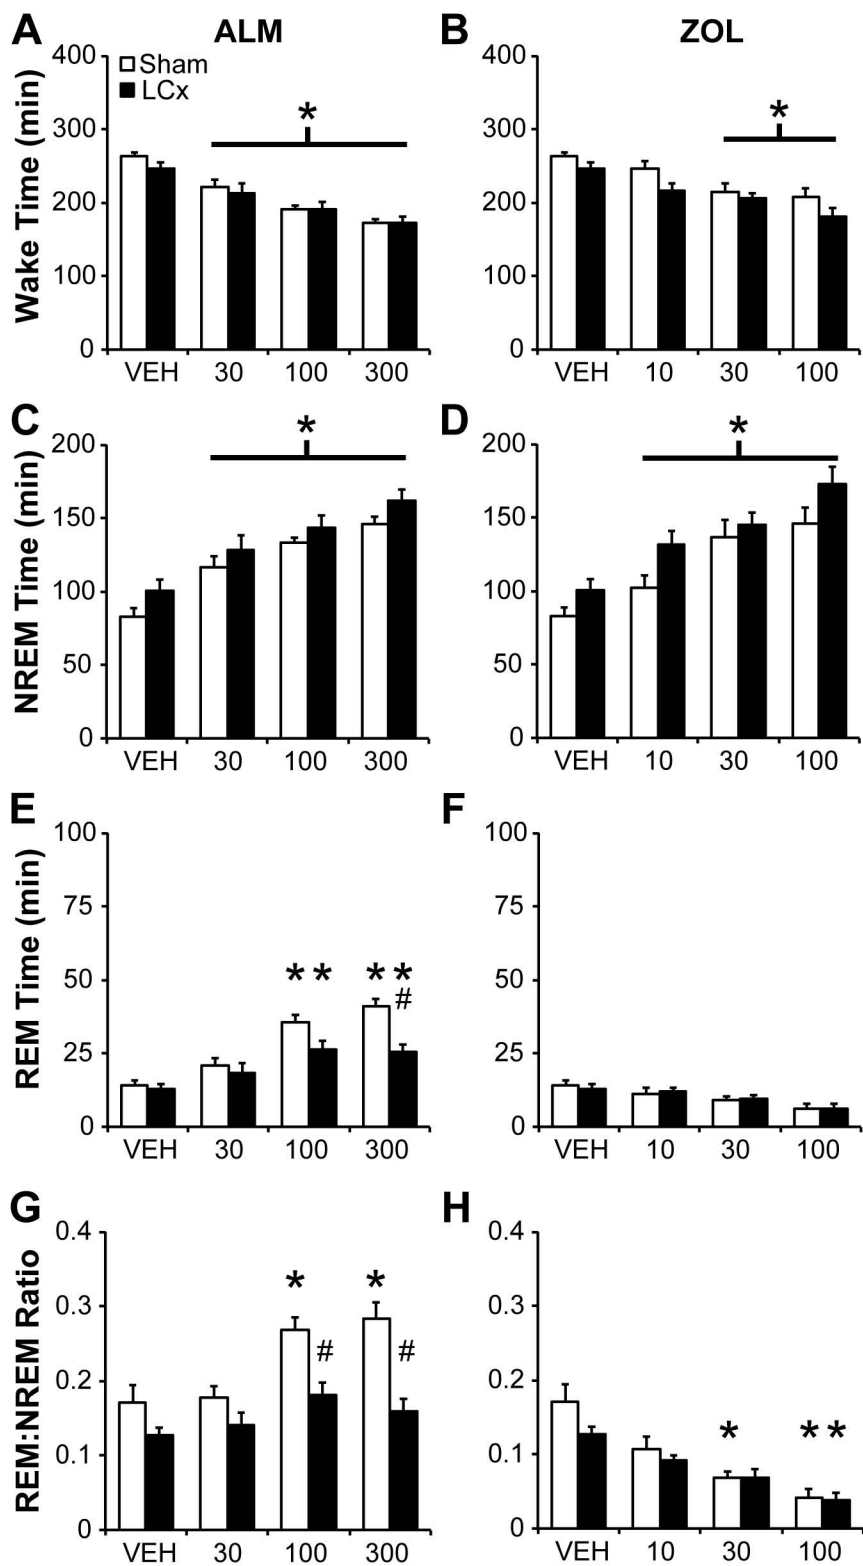 A
ALM
B
ZOL
Sham
LCx
Wake Time (min)
400
300
200
100
0
*
VEH 30 100 300
400
300
200
100
0
*
VEH 10 30 100
C
D
NREM Time (min)
200
150
100
50
0
*
VEH 30 100 300
200
150
100
50
0
*
VEH 10 30 100
E
F
REM Time (min)
100
75
50
25
0
* * * *
#
VEH 30 100 300
100
75
50
25
0
VEH 10 30 100
G
H
REM:NREM Ratio
0.4
0.3
0.2
0.1
0
* *
# #
VEH 30 100 300
0.4
0.3
0.2
0.1
0
* * *
VEH 10 30 100